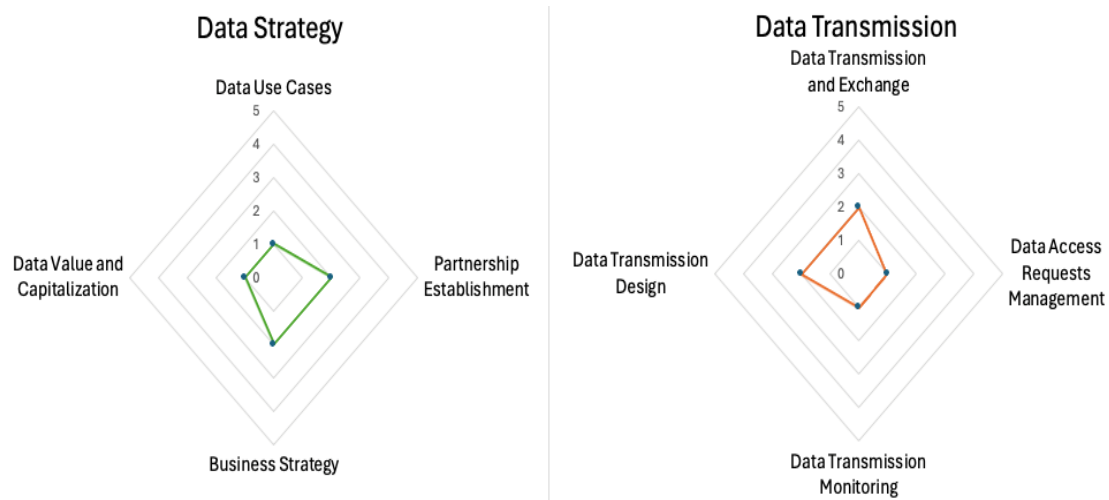 Data Strategy
Data Use Cases
5
4
3
2
1
0
Data Value and
Capitalization
Partnership
Establishment
Business Strategy
Data Transmission
Data Transmission
and Exchange
5
4
3
2
1
0
Data Transmission
Design
Data Access
Requests
Management
Data Transmission
Monitoring